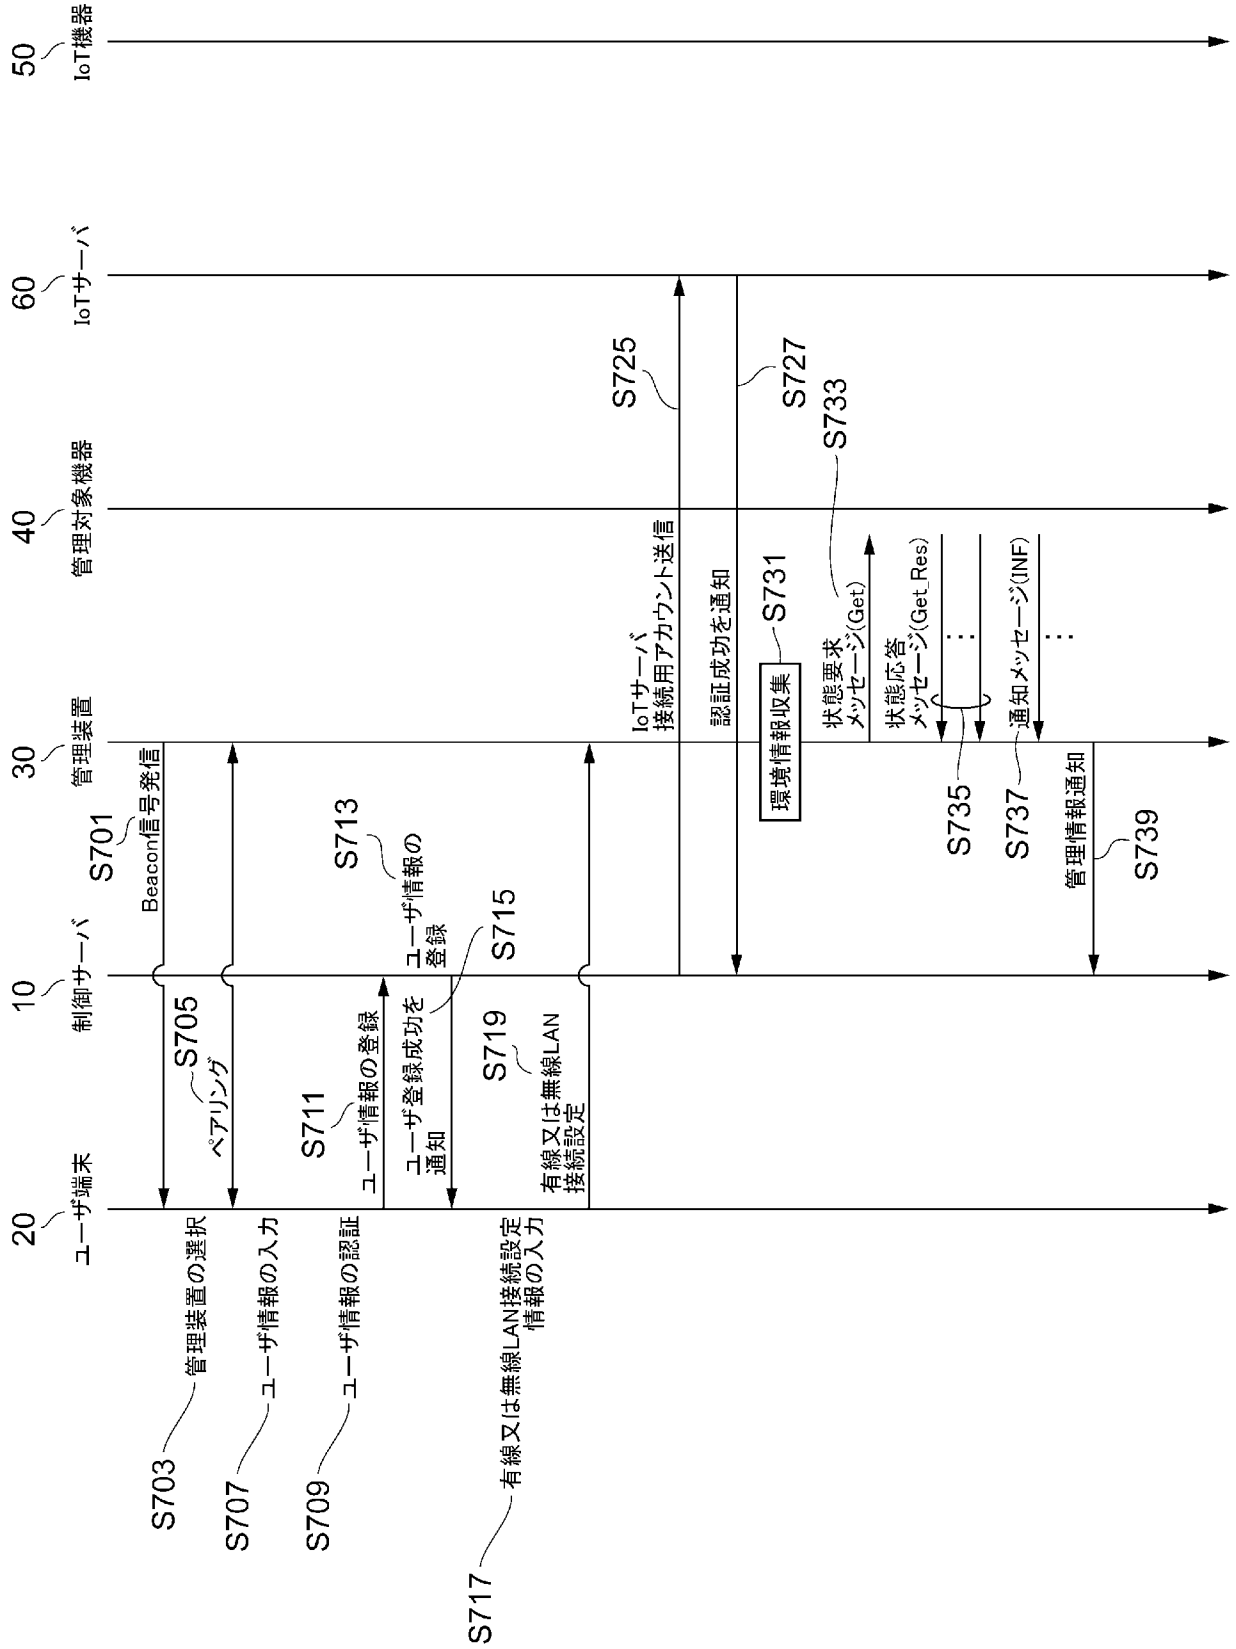 20
ユーザ端末
10
制御サーバ
30
管理装置
40
管理対象機器
60
IoTサーバ
50
IoT機器
S701
Beacon信号発信
S703
管理装置の選択
S705
ペアリング
S707
ユーザ情報の入力
S709
ユーザ情報の認証
S711
ユーザ情報の登録
S713
ユーザ情報の
登録
ユーザ登録成功を
通知
S715
S717
有線又は無線LAN接続設定
情報の入力
S719
有線又は無線LAN
接続設定
S725
IoTサーバ
接続用アカウント送信
認証成功を通知
S727
環境情報収集
S731
S733
状態要求
メッセージ(Get)
状態応答
メッセージ(Get_Res)
…
S735
S737
通知メッセージ(INF)
…
管理情報通知
S739